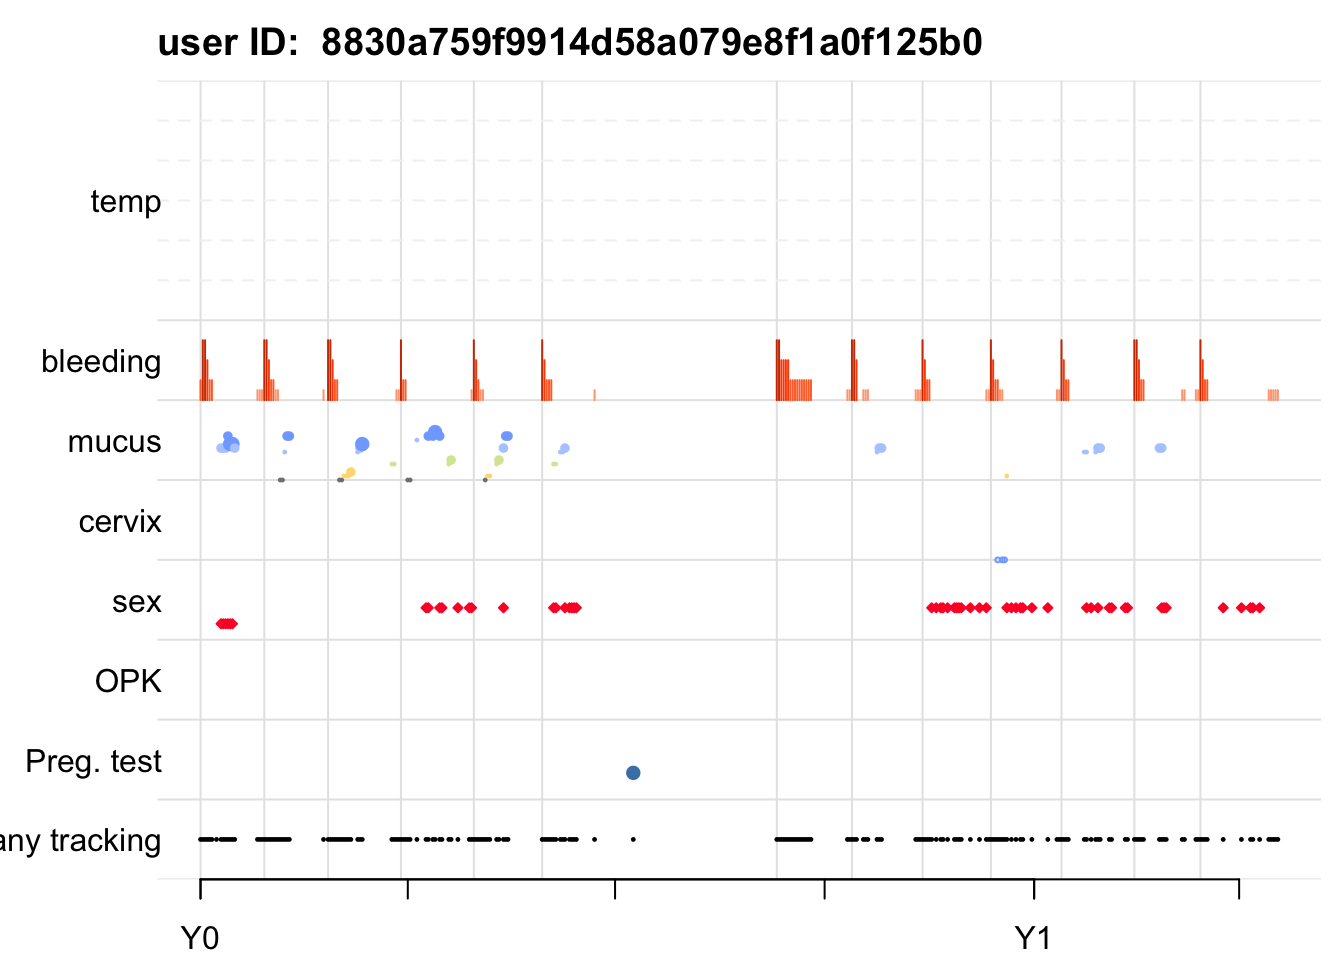 user ID:  8830a759f9914d58a079e8f1a0f125b0
temp
bleeding
mucus
cervix
sex
OPK
Preg. test
any tracking
Y0 Y1